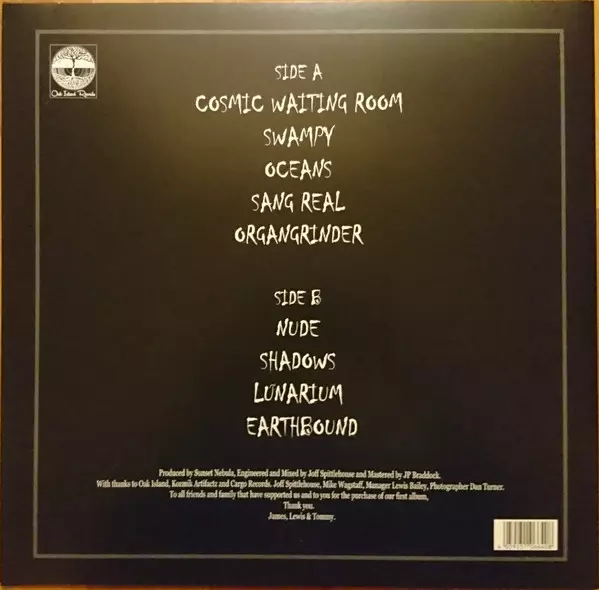 Oak Island Records
SIDE A
COSMIC WAITING ROOM
SWAMPY
OCEANS
SANG REAL
ORGANGRINDER
SIDE B
NUDE
SHADOWS
LUNARIUM
EARTHBOUND
Produced by Sunset Nebula, Engineered and Mixed by Joff Spittlehouse and Mastered by JP Braddock.
With thanks to Oak Island, Kozmik Artifactz and Cargo Records. Joff Spittlehouse, Mike Wagstaff, Manager Lewis Bailey, Photographer Dan Turner.
To all friends and family that have supported us and to you for the purchase of our first album,
Thank you.
James, Lewis & Tommy.